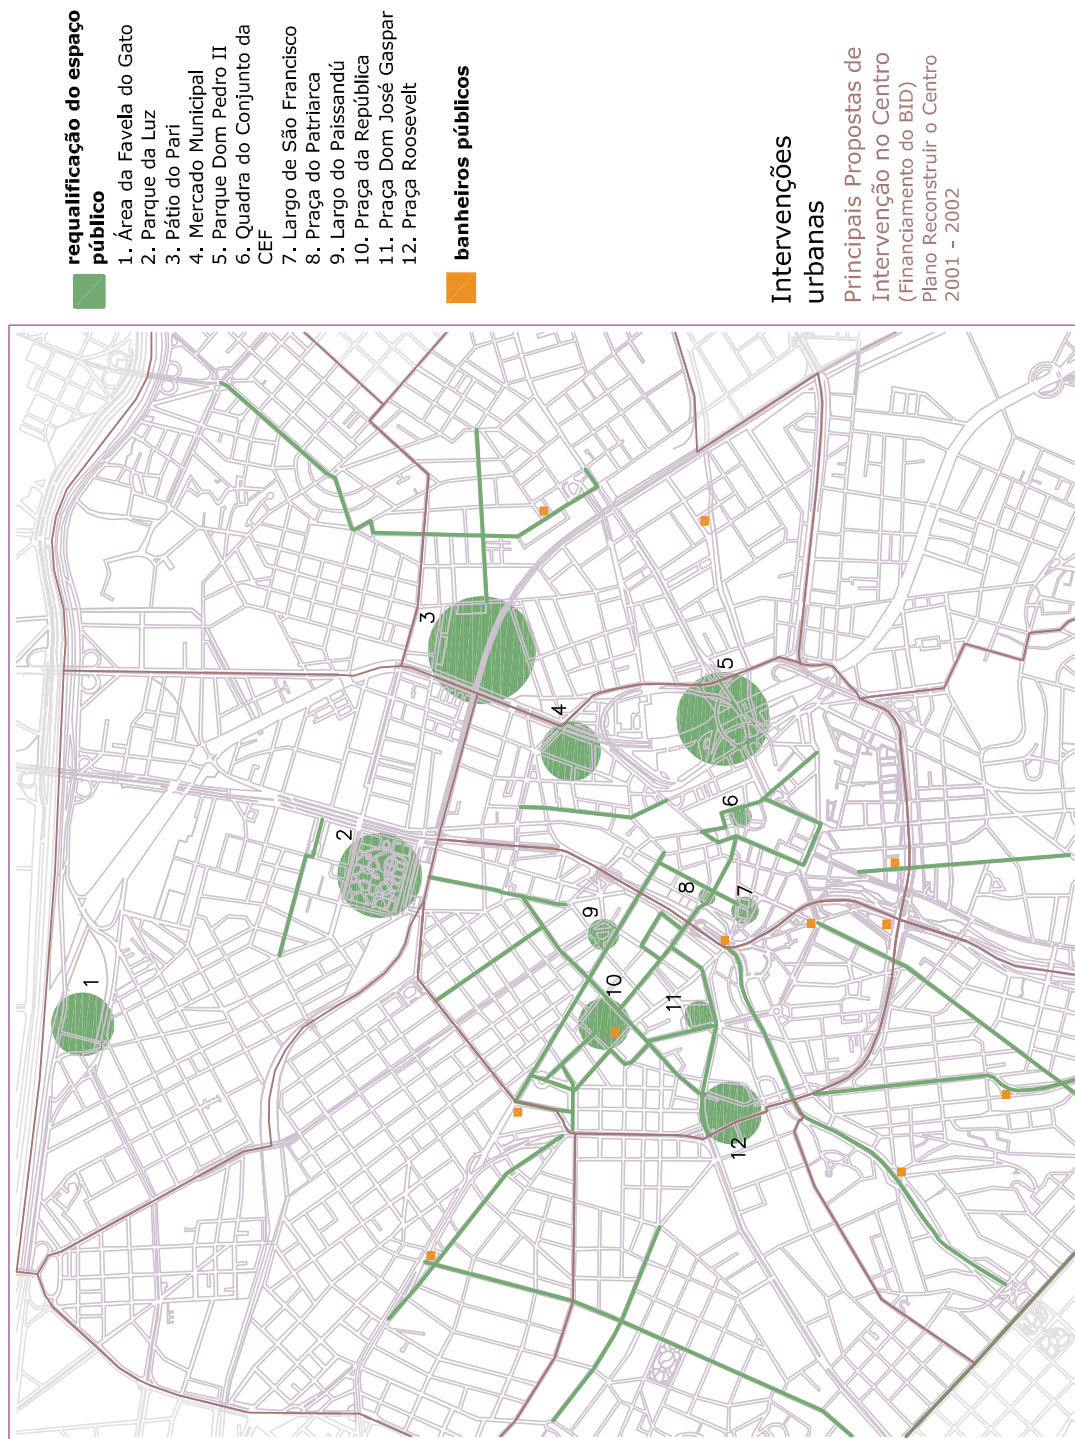 requalificação do espaço
público
1. Área da Favela do Gato
2. Parque da Luz
3. Pátio do Pari
4. Mercado Municipal
5. Parque Dom Pedro II
6. Quadra do Conjunto da
CEF
7. Largo de São Francisco
8. Praça do Patriarca
9. Largo do Paissandú
10. Praça da República
11. Praça Dom José Gaspar
12. Praça Roosevelt
banheiros públicos
Intervenções
urbanas
Principais Propostas de
Intervenção no Centro
(Financiamento do BID)
Plano Reconstruir o Centro
2001 - 2002
1
2
3
4
5
6
7
8
9
10
11
12